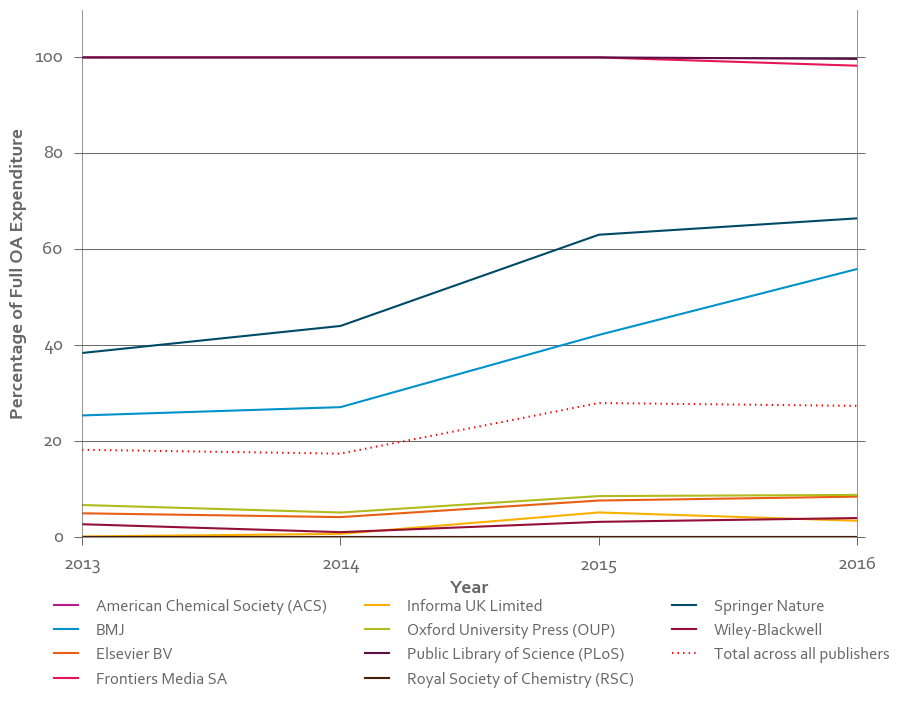 100
80
60
40
20
0
Percentage of Full OA Expenditure
2013 2014 2015 2016
Year
American Chemical Society (ACS) Informa UK Limited Springer Nature
BMJ Oxford University Press (OUP) Wiley-Blackwell
Elsevier BV Public Library of Science (PLoS) Total across all publishers
Frontiers Media SA Royal Society of Chemistry (RSC)